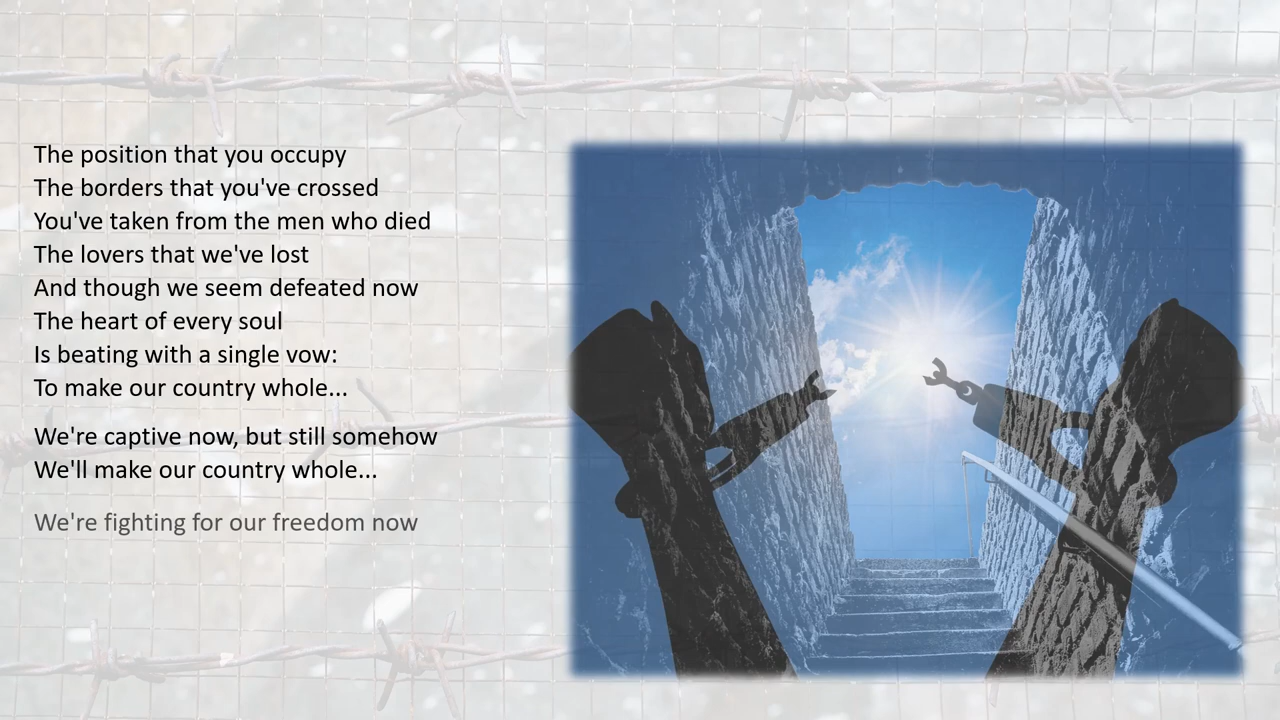 The position that you occupy
The borders that you've crossed
You've taken from the men who died
The lovers that we've lost
And though we seem defeated now
The heart of every soul
Is beating with a single vow:
To make our country whole...
We're captive now, but still somehow
We'll make our country whole...
We're fighting for our freedom now